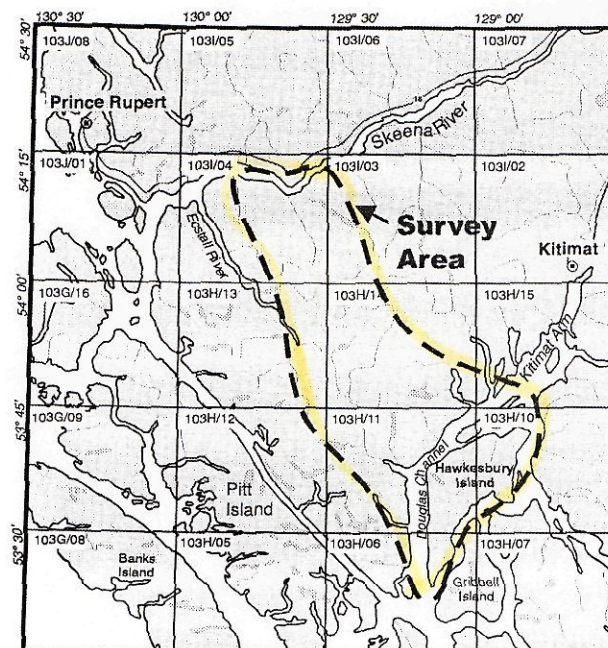 130° 30'
130° 00'
129° 30'
129° 00'
54° 30'
103J/08
103I/05
103I/06
103I/07
Prince Rupert
16
Skeena River
54° 15'
103J/01
103I/04
103I/03
103I/02
Ecstall River
Survey
Area
Kitimat
54° 00'
103G/16
103H/13
103H/14
103H/15
Kitimat Arm
53° 45'
103G/09
103H/12
103H/11
103H/10
Douglas Channel
Hawkesbury
Island
Pitt
Island
53° 30'
103G/08
103H/05
103H/06
103H/07
Banks
Island
Gribbell
Island